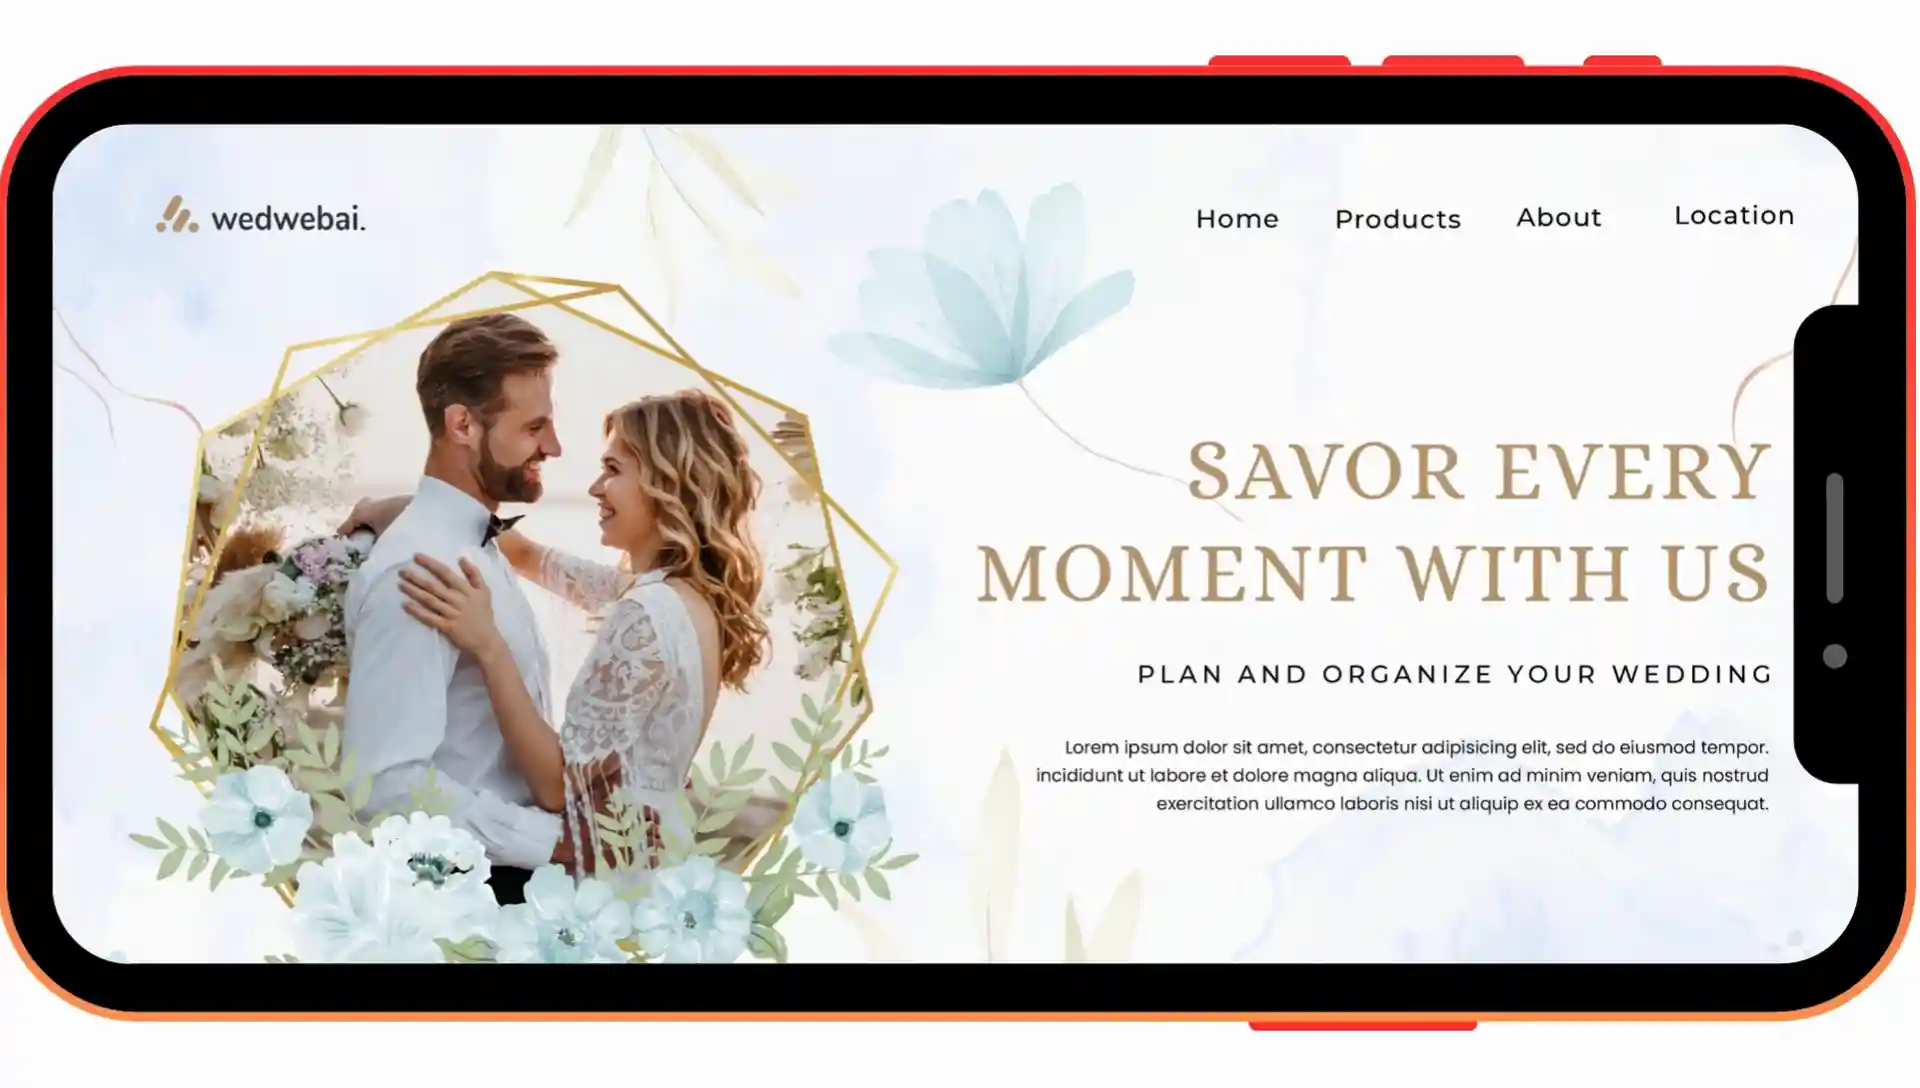 wedwebai.
Home Products About Location
SAVOR EVERY
MOMENT WITH US
PLAN AND ORGANIZE YOUR WEDDING
Lorem ipsum dolor sit amet, consectetur adipisicing elit, sed do eiusmod tempor.
incididunt ut labore et dolore magna aliqua. Ut enim ad minim veniam, quis nostrud
exercitation ullamco laboris nisi ut aliquip ex ea commodo consequat.